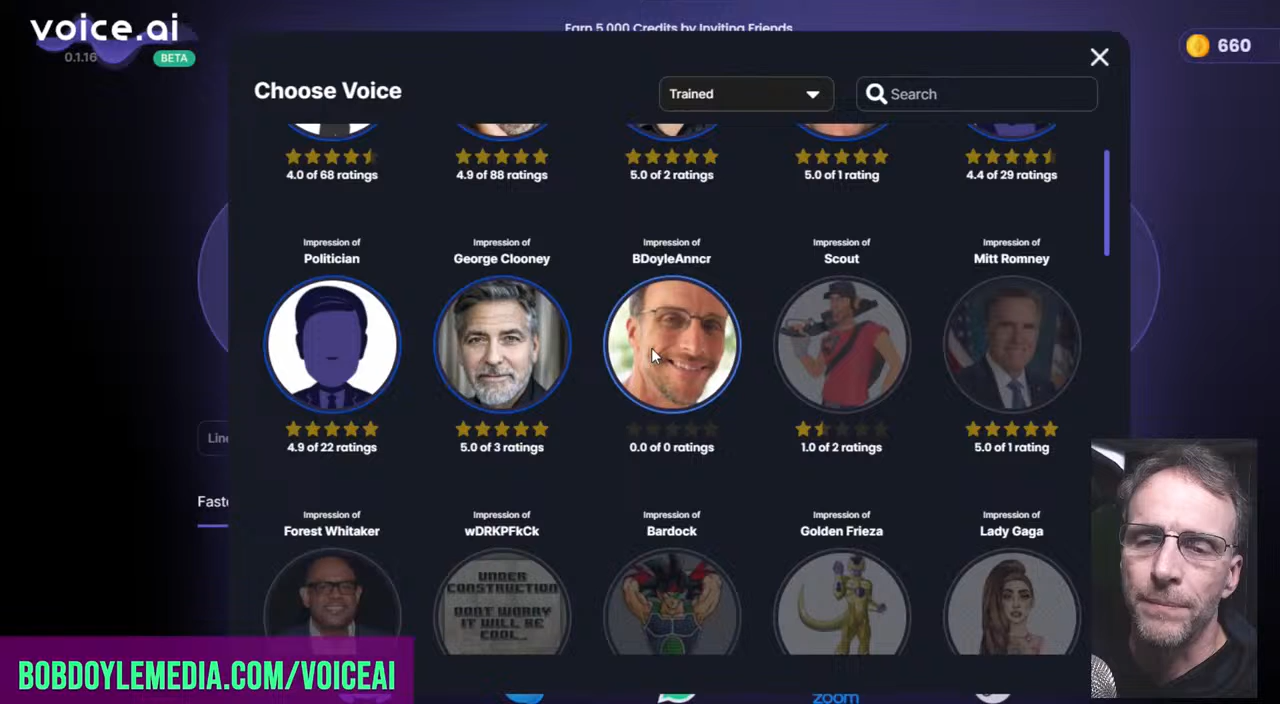 voice.ai
0.1.16
BETA
Earn 5,000 Credits by Inviting Friends
660
Choose Voice
Trained
Search
4.0 of 68 ratings
4.9 of 88 ratings
5.0 of 2 ratings
5.0 of 1 rating
4.4 of 29 ratings
Impression of
Politician
Impression of
George Clooney
Impression of
BDoyleAnncr
Impression of
Scout
Impression of
Mitt Romney
4.9 of 22 ratings
5.0 of 3 ratings
0.0 of 0 ratings
1.0 of 2 ratings
5.0 of 1 rating
Impression of
Forest Whitaker
Impression of
wDRKPFkCk
Impression of
Bardock
Impression of
Golden Frieza
Impression of
Lady Gaga
UNDER
CONSTRUCTION
DONT WORRY
IT WILL BE
COOL...
BOBDOYLEMEDIA.COM/VOICEAI
zoom